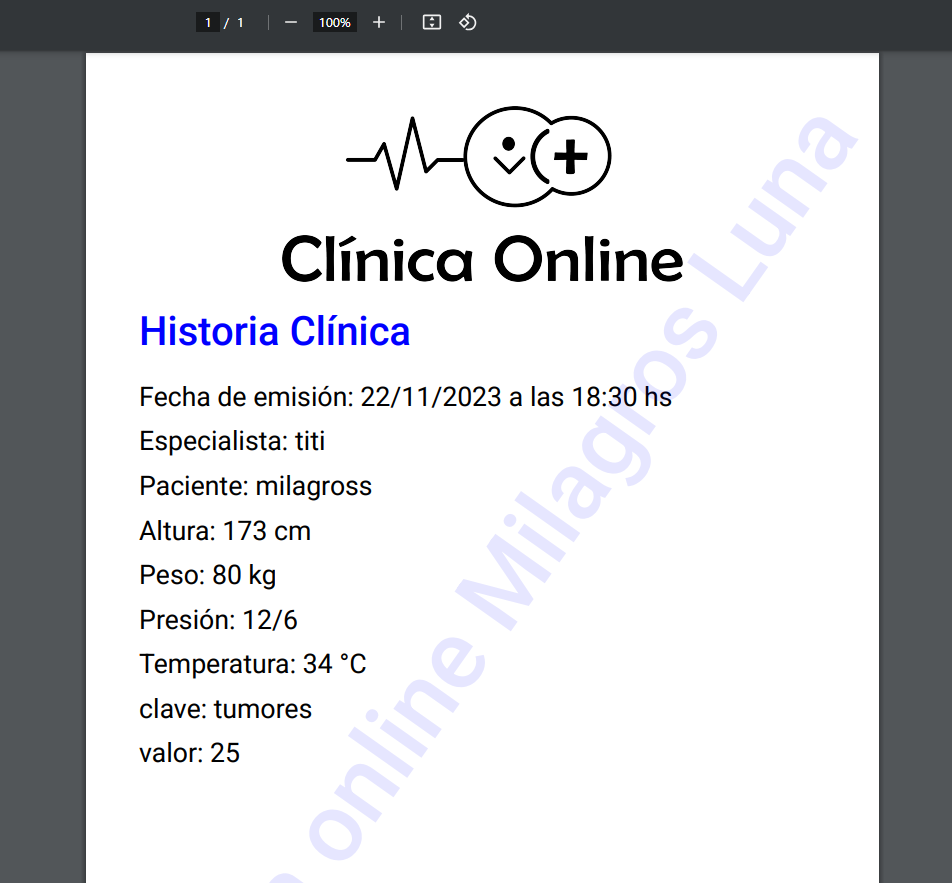 1 / 1 100%
Clínica Online
Historia Clínica
Fecha de emisión: 22/11/2023 a las 18:30 hs
Especialista: titi
Paciente: milagross
Altura: 173 cm
Peso: 80 kg
Presión: 12/6
Temperatura: 34 °C
clave: tumores
valor: 25
online Milagros Luna